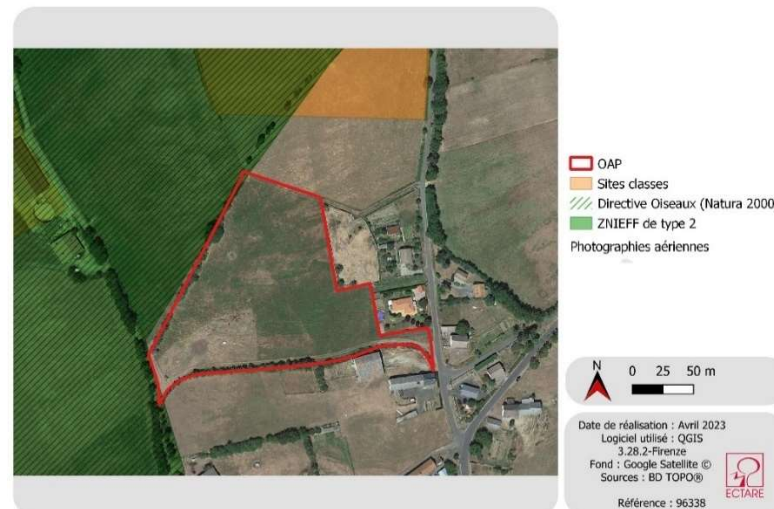 OAP
Sites classes
Directive Oiseaux (Natura 2000
ZNIEFF de type 2
Photographies aériennes
N
0 25 50 m
Date de réalisation : Avril 2023
Logiciel utilisé : QGIS
3.28.2-Firenze
Fond : Google Satellite ©
Sources : BD TOPO®
Référence : 96338
ECTARE